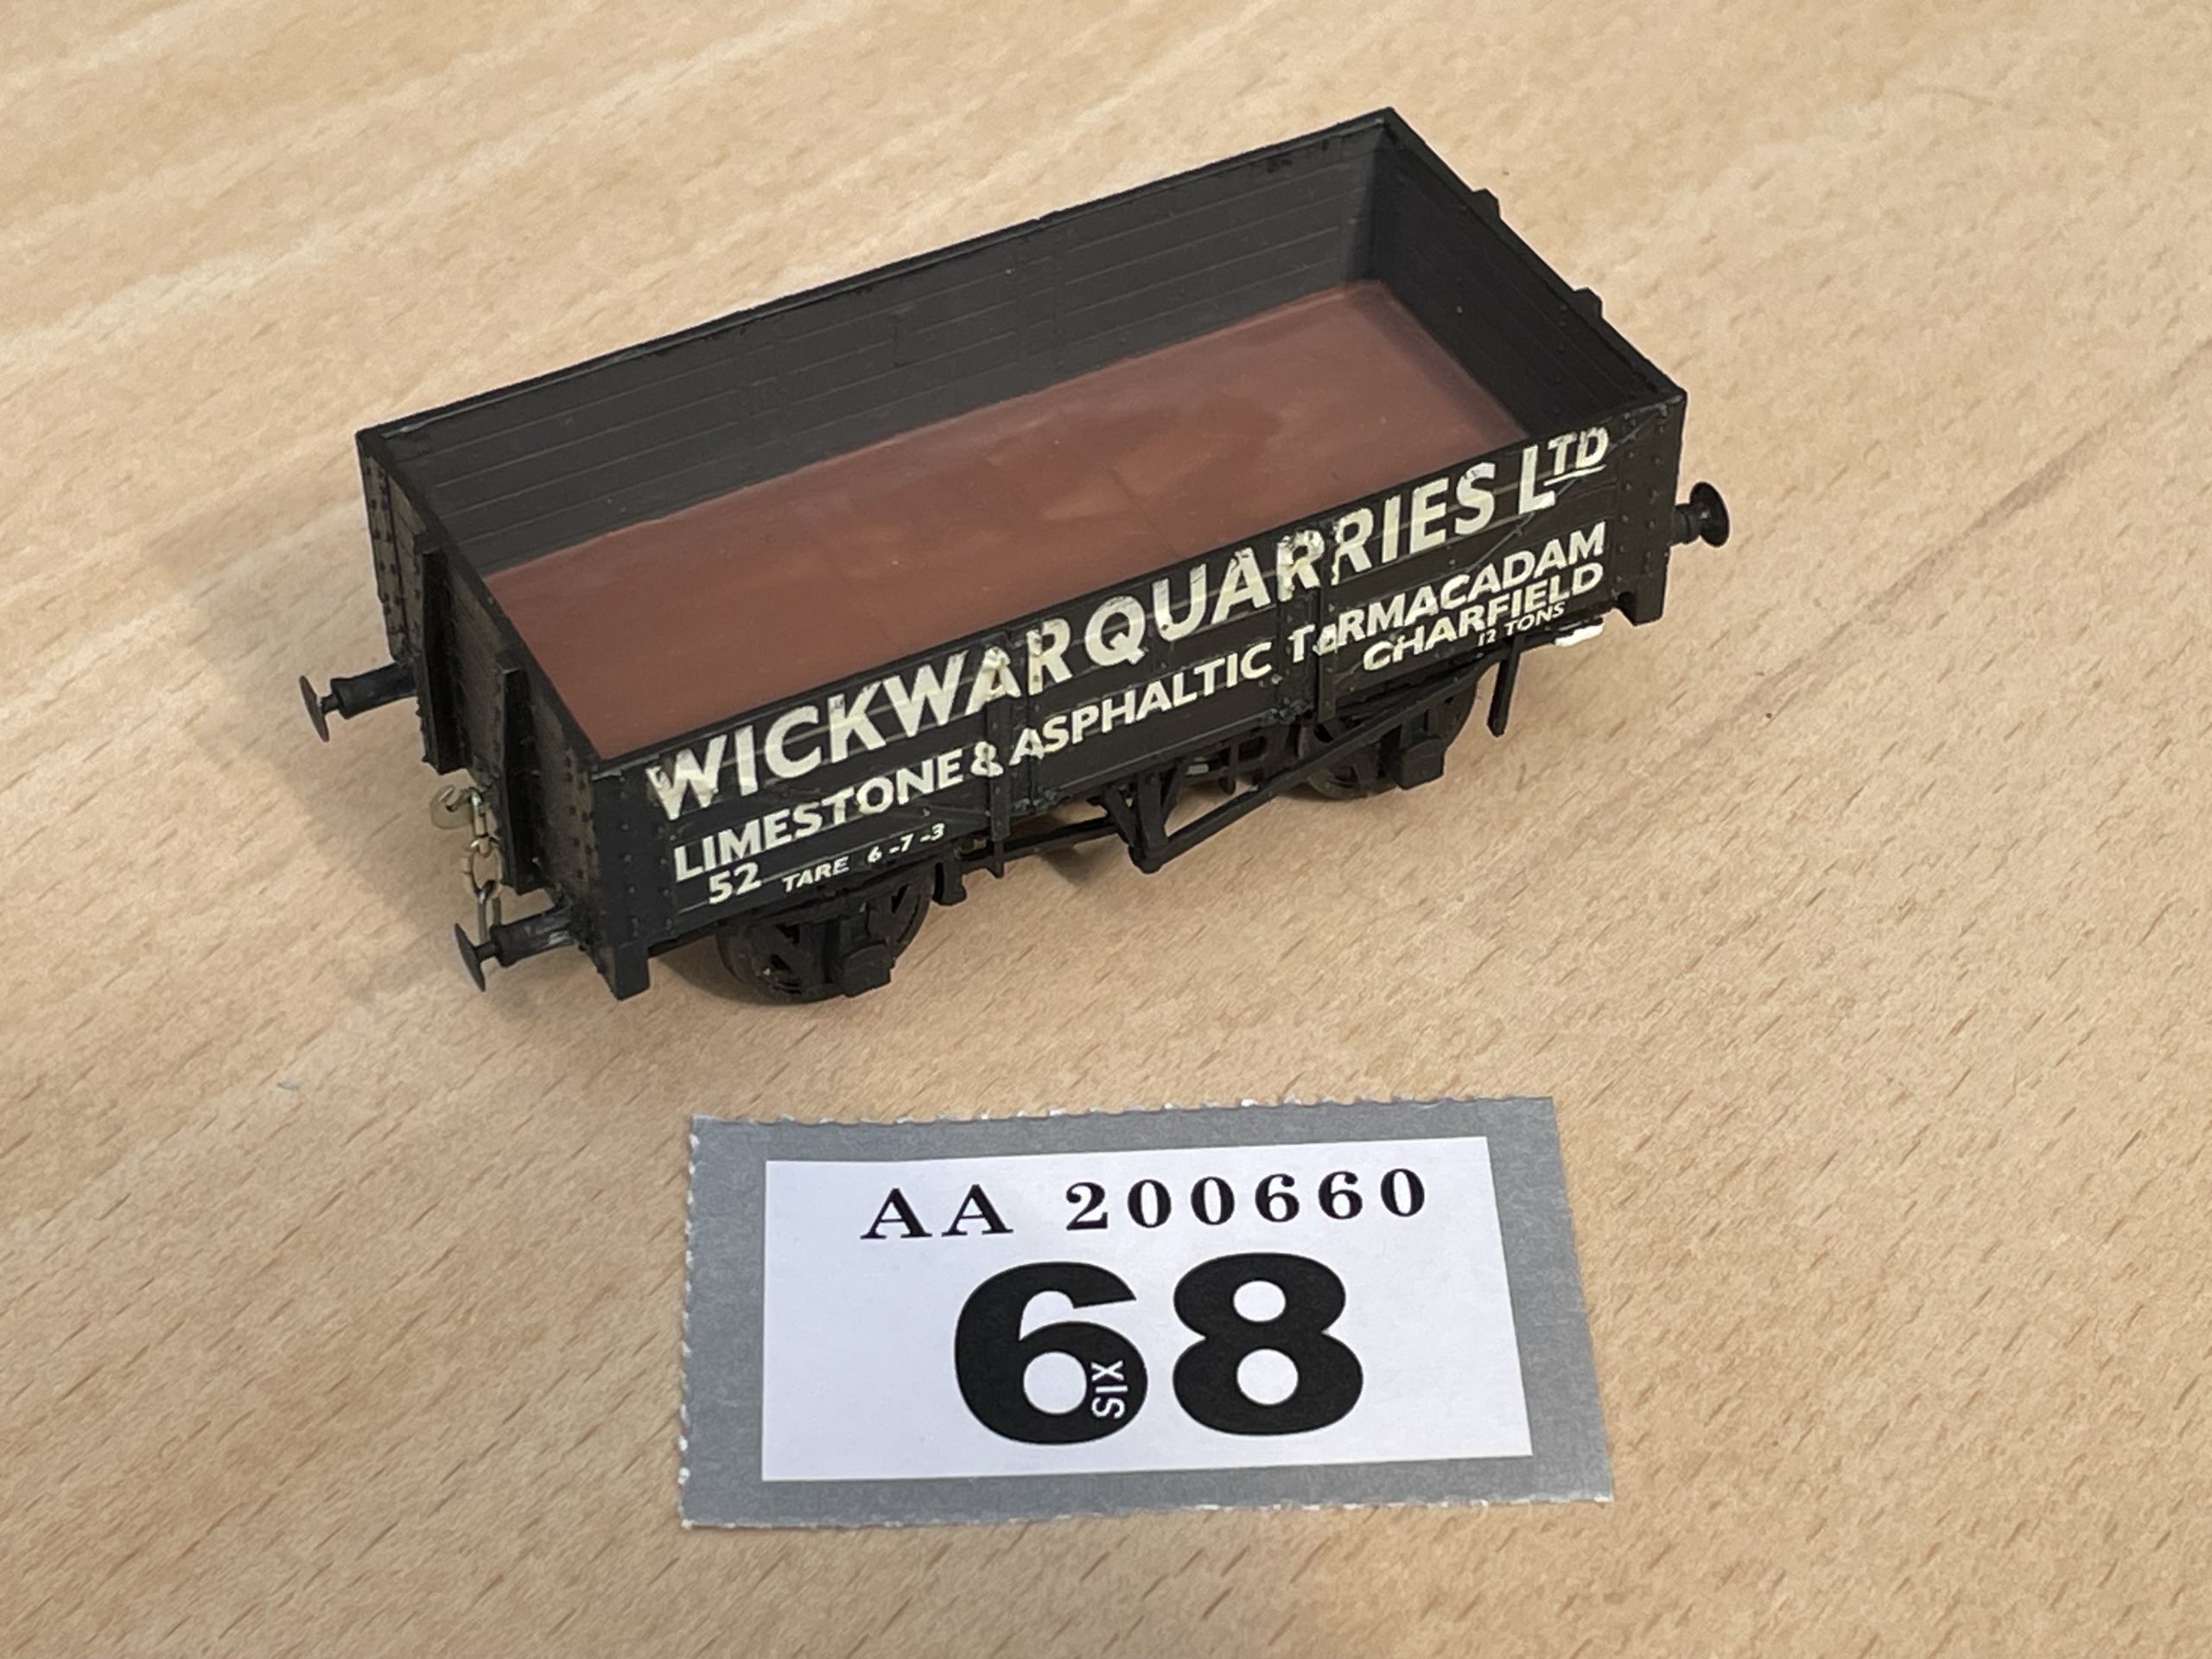 WICKWAR QUARRIES LTD
LIMESTONE & ASPHALTIC TARMACADAM
CHARFIELD
52 TARE 6-7-3
12 TONS
AA 200660
68
SIX